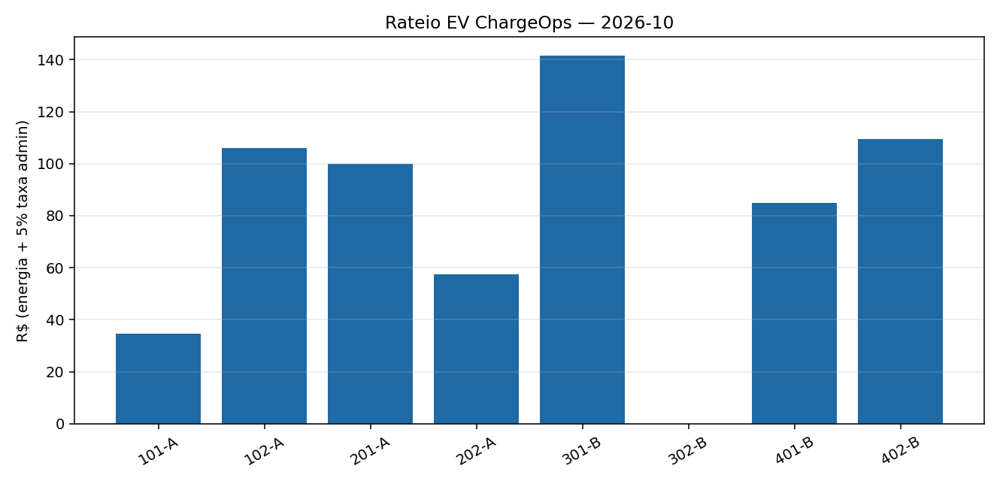 Rateio EV ChargeOps — 2026-10
R$ (energia + 5% taxa admin)
140
120
100
80
60
40
20
0
101-A
102-A
201-A
202-A
301-B
302-B
401-B
402-B